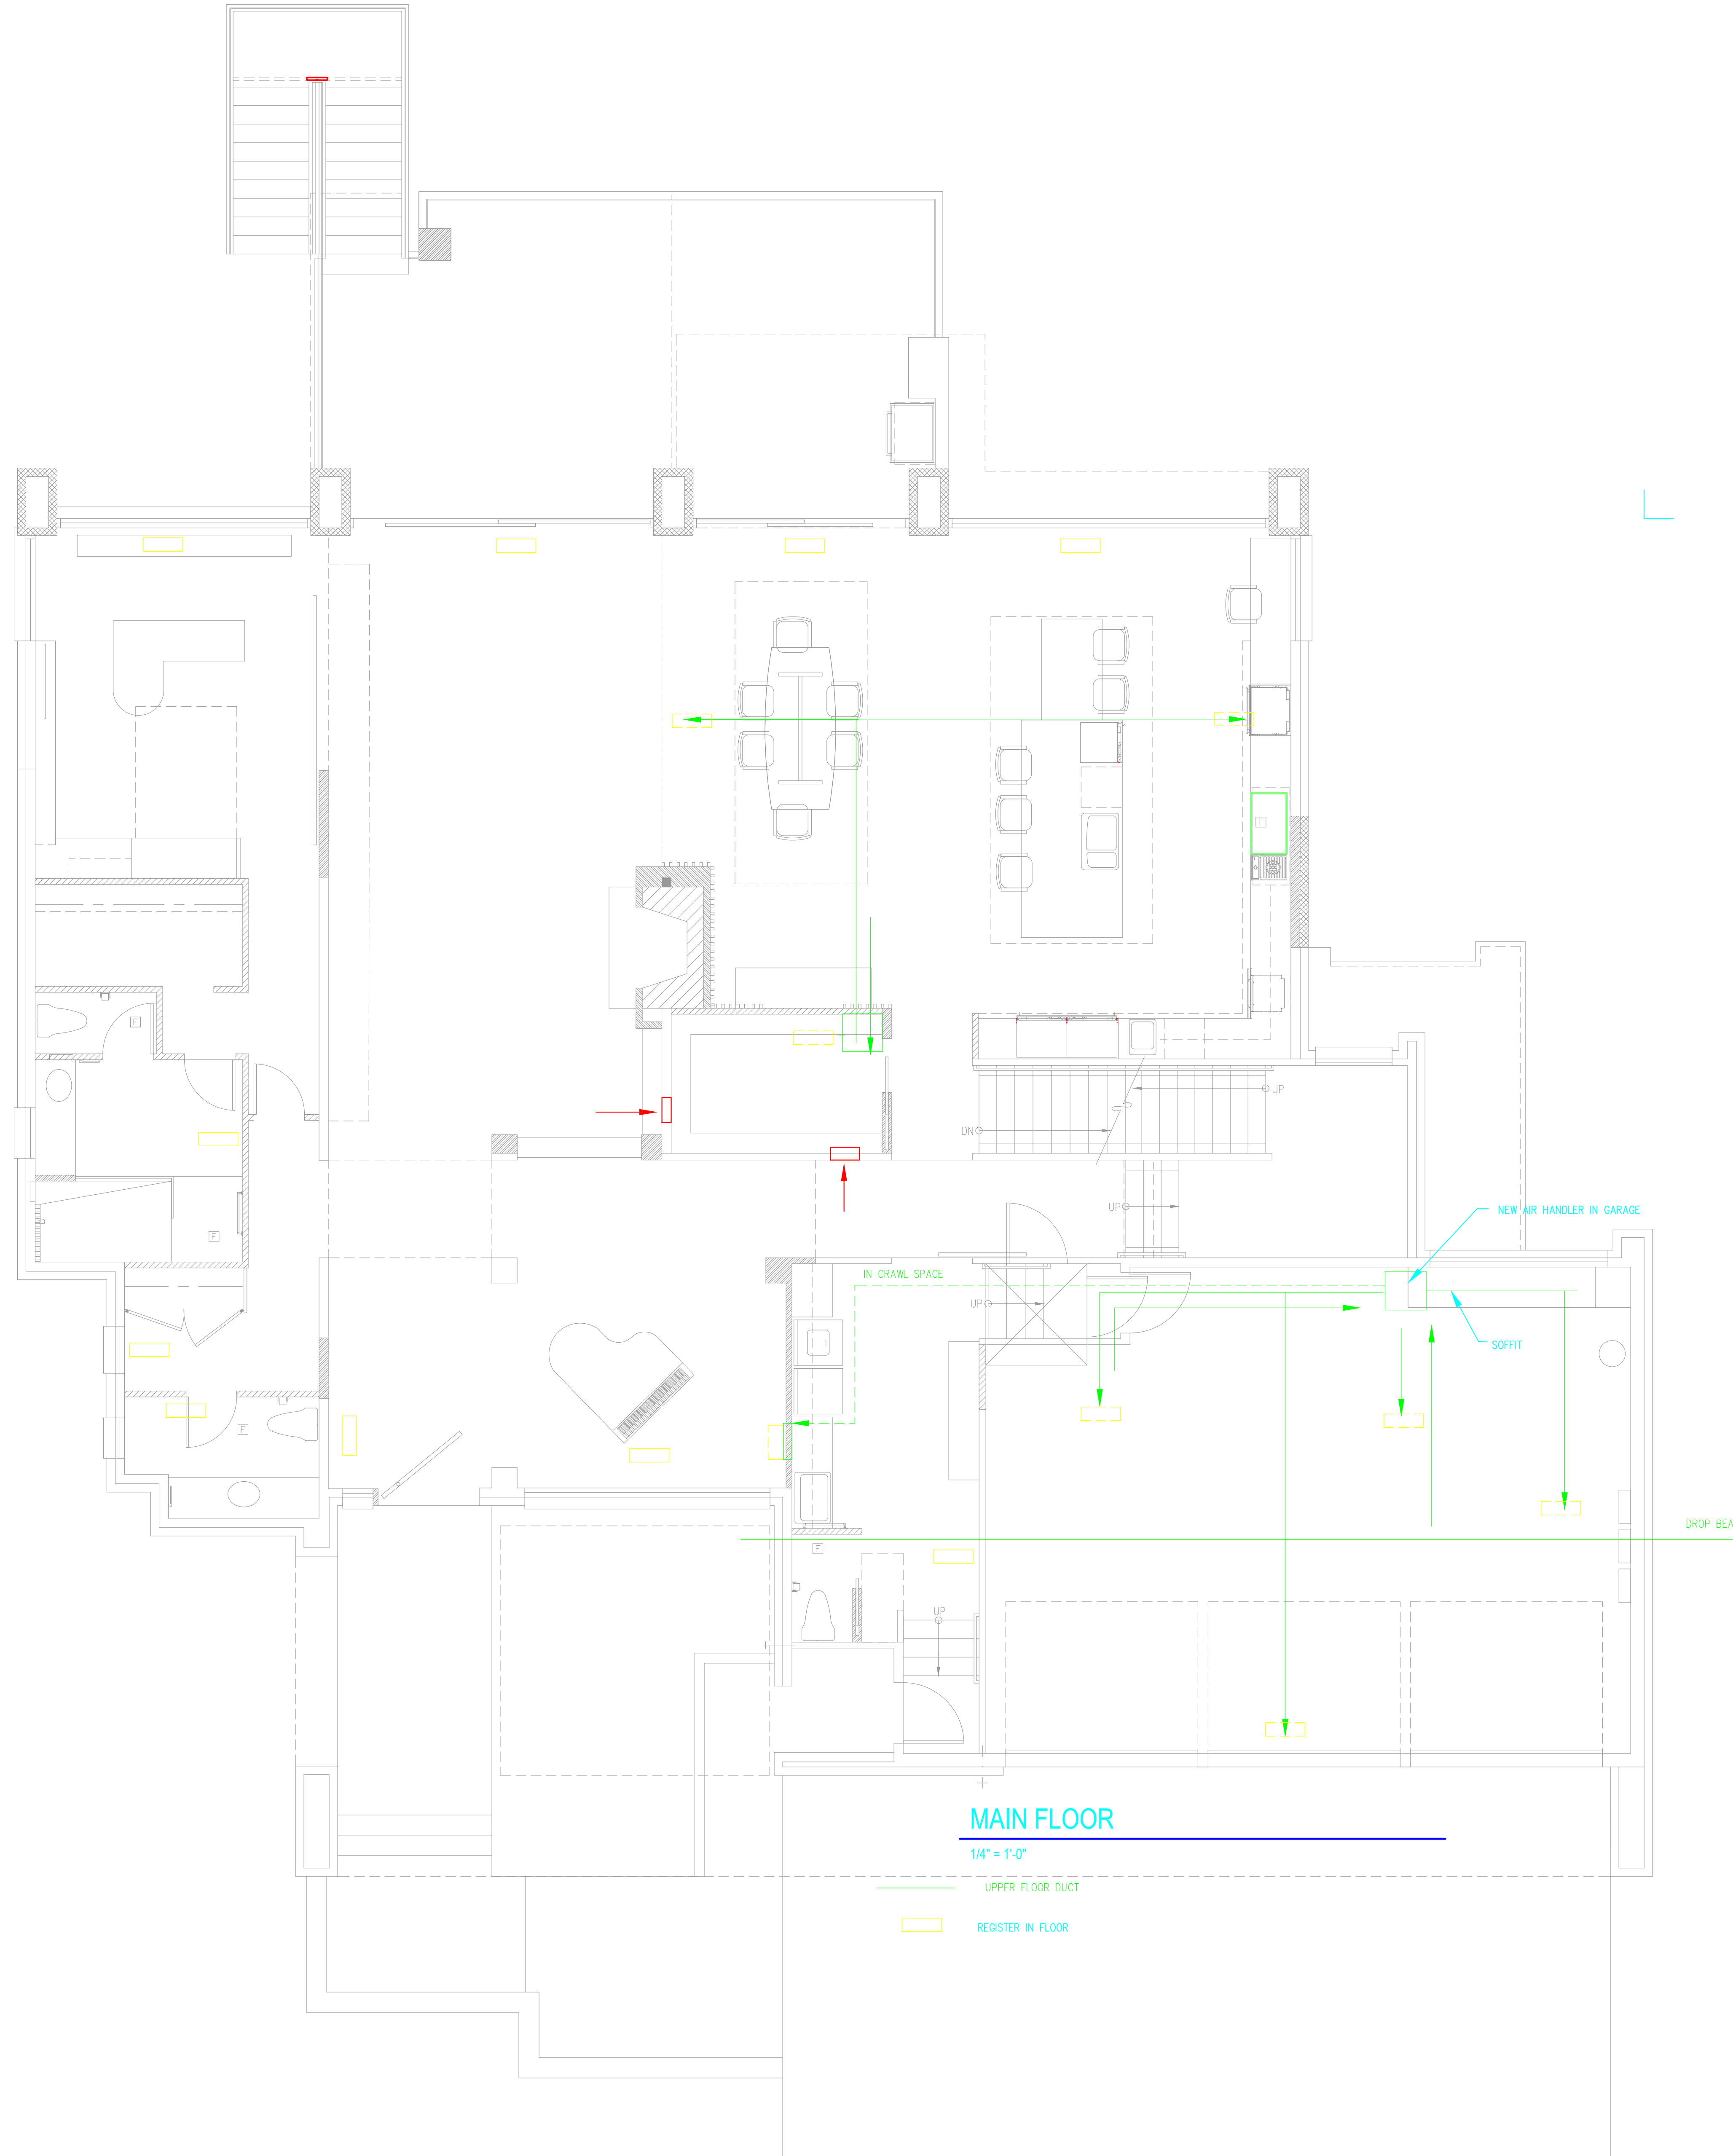 F
F
F
UP
DN
UP
F
NEW AIR HANDLER IN GARAGE
IN CRAWL SPACE
UP
SOFFIT
F
DROP BEA
F
UP
MAIN FLOOR
1/4" = 1'-0"
UPPER FLOOR DUCT
REGISTER IN FLOOR